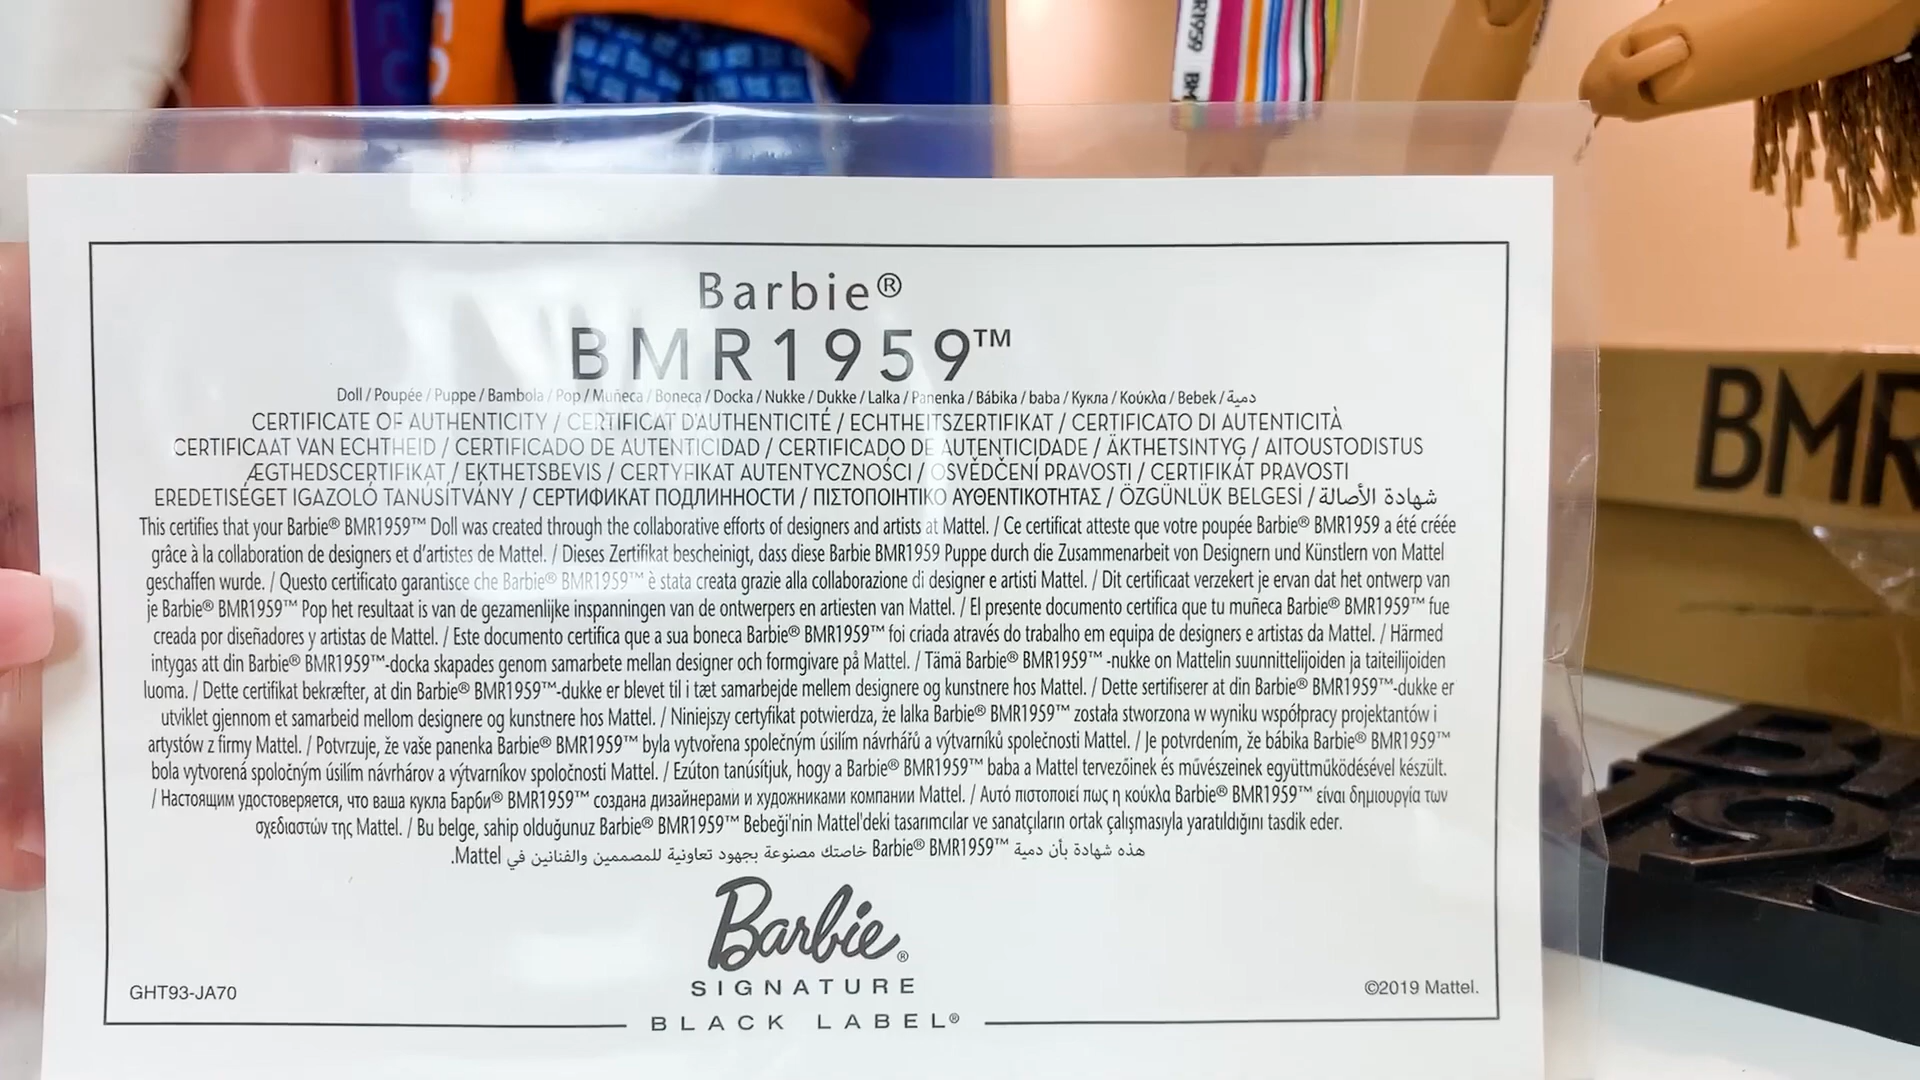 1959 BM
Barbie®
BMR1959™
Doll / Poupée / Puppe / Bambola / Pop / Muñeca / Boneca / Docka / Nukke / Dukke / Lalka / Panenka / Bábika / baba / Кукла / Κούκλα / Bebek / دمية
CERTIFICATE OF AUTHENTICITY / CERTIFICAT D'AUTHENTICITÉ / ECHTHEITSZERTIFIKAT / CERTIFICATO DI AUTENTICITÀ
CERTIFICAAT VAN ECHTHEID / CERTIFICADO DE AUTENTICIDAD / CERTIFICADO DE AUTENTICIDADE / ÄKTHETSINTYG / AITOUSTODISTUS
ÆGTHEDSCERTIFIKAT / EKTHETSBEVIS / CERTYFIKAT AUTENTYCZNOŚCI / OSVĚDČENÍ PRAVOSTI / CERTIFIKÁT PRAVOSTI
EREDETISÉGET IGAZOLÓ TANÚSÍTVÁNY / СЕРТИФИКАТ ПОДЛИННОСТИ / ΠΙΣΤΟΠΟΙΗΤΙΚΟ ΑΥΘΕΝΤΙΚΟΤΗΤΑΣ / ÖZGÜNLÜK BELGESİ / شهادة الأصالة
This certifies that your Barbie® BMR1959™ Doll was created through the collaborative efforts of designers and artists at Mattel. / Ce certificat atteste que votre poupée Barbie® BMR1959 a été créée
grâce à la collaboration de designers et d'artistes de Mattel. / Dieses Zertifikat bescheinigt, dass diese Barbie BMR1959 Puppe durch die Zusammenarbeit von Designern und Künstlern von Mattel
geschaffen wurde. / Questo certificato garantisce che Barbie® BMR1959™ è stata creata grazie alla collaborazione di designer e artisti Mattel. / Dit certificaat verzekert je ervan dat het ontwerp van
je Barbie® BMR1959™ Pop het resultaat is van de gezamenlijke inspanningen van de ontwerpers en artiesten van Mattel. / El presente documento certifica que tu muñeca Barbie® BMR1959™ fue
creada por diseñadores y artistas de Mattel. / Este documento certifica que a sua boneca Barbie® BMR1959™ foi criada através do trabalho em equipa de designers e artistas da Mattel. / Härmed
intygas att din Barbie® BMR1959™-docka skapades genom samarbete mellan designer och formgivare på Mattel. / Tämä Barbie® BMR1959™ -nukke on Mattelin suunnittelijoiden ja taiteilijoiden
luoma. / Dette certifikat bekræfter, at din Barbie® BMR1959™-dukke er blevet til i tæt samarbejde mellem designere og kunstnere hos Mattel. / Dette sertifiserer at din Barbie® BMR1959™-dukke er
utviklet gjennom et samarbeid mellom designere og kunstnere hos Mattel. / Niniejszy certyfikat potwierdza, że lalka Barbie® BMR1959™ została stworzona w wyniku współpracy projektantów i
artystów z firmy Mattel. / Potvrzuje, že vaše panenka Barbie® BMR1959™ byla vytvořena společným úsilím návrhářů a výtvarníků společnosti Mattel. / Je potvrdením, že bábika Barbie® BMR1959™
bola vytvorená spoločným úsilím návrhárov a výtvarníkov spoločnosti Mattel. / Ezúton tanúsítjuk, hogy a Barbie® BMR1959™ baba a Mattel tervezőinek és művészeinek együttműködésével készült.
/ Настоящим удостоверяется, что ваша кукла Барби® BMR1959™ создана дизайнерами и художниками компании Mattel. / Αυτό πιστοποιεί πως η κούκλα Barbie® BMR1959™ είναι δημιουργία των
σχεδιαστών της Mattel. / Bu belge, sahip olduğunuz Barbie® BMR1959™ Bebeği'nin Mattel'deki tasarımcılar ve sanatçıların ortak çalışmasıyla yaratıldığını tasdik eder.
هذه شهادة بأن دمية Barbie® BMR1959™ خاصتك مصنوعة بجهود تعاونية للمصممين والفنانين في Mattel.
Barbie®
SIGNATURE
BLACK LABEL®
GHT93-JA70
©2019 Mattel.
BMR